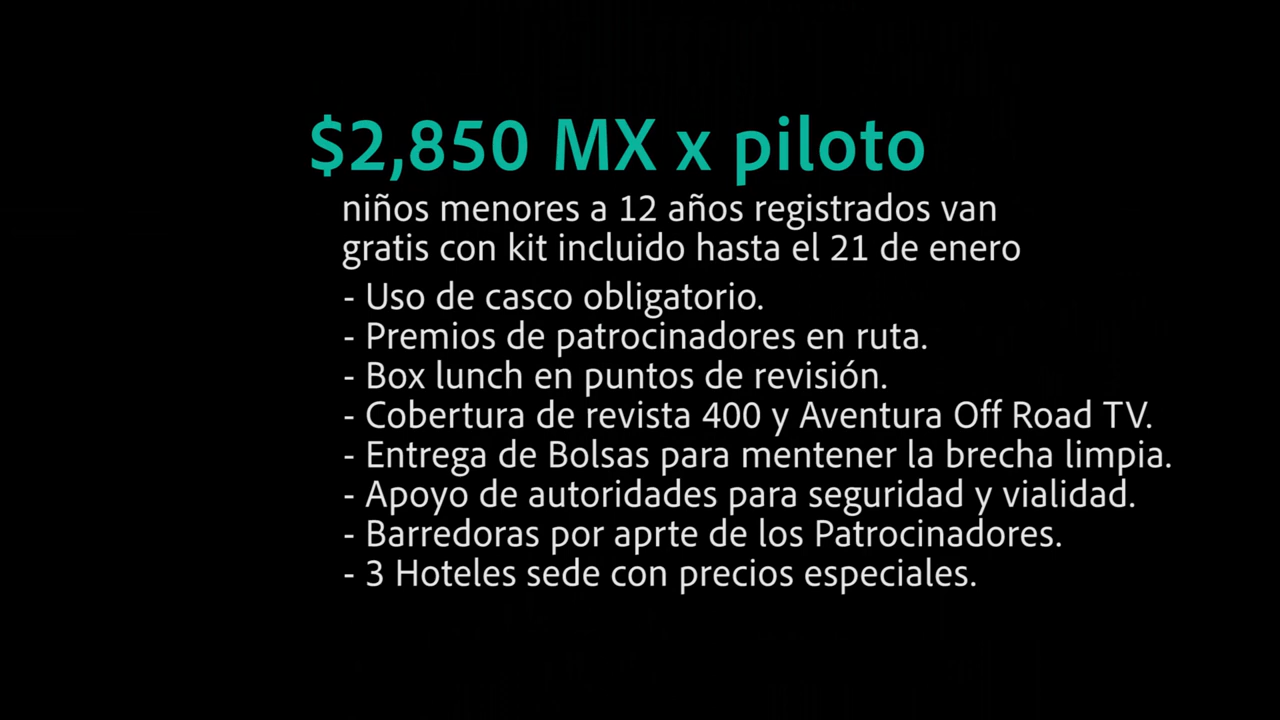 $2,850 MX x piloto
niños menores a 12 años registrados van
gratis con kit incluido hasta el 21 de enero
- Uso de casco obligatorio.
- Premios de patrocinadores en ruta.
- Box lunch en puntos de revisión.
- Cobertura de revista 400 y Aventura Off Road TV.
- Entrega de Bolsas para mentener la brecha limpia.
- Apoyo de autoridades para seguridad y vialidad.
- Barredoras por aprte de los Patrocinadores.
- 3 Hoteles sede con precios especiales.